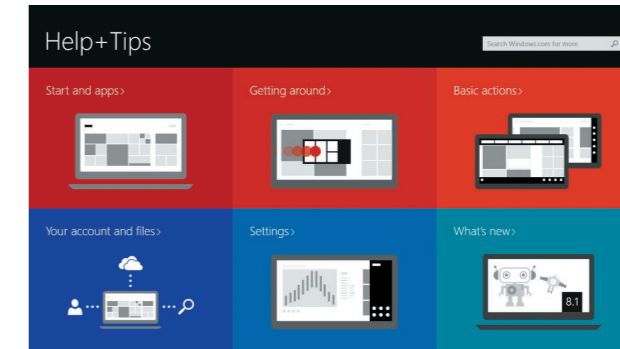 Help+Tips
Search Windows.com for more
Start and apps>
Getting around>
Basic actions>
Your account and files>
Settings>
What's new>
8.1